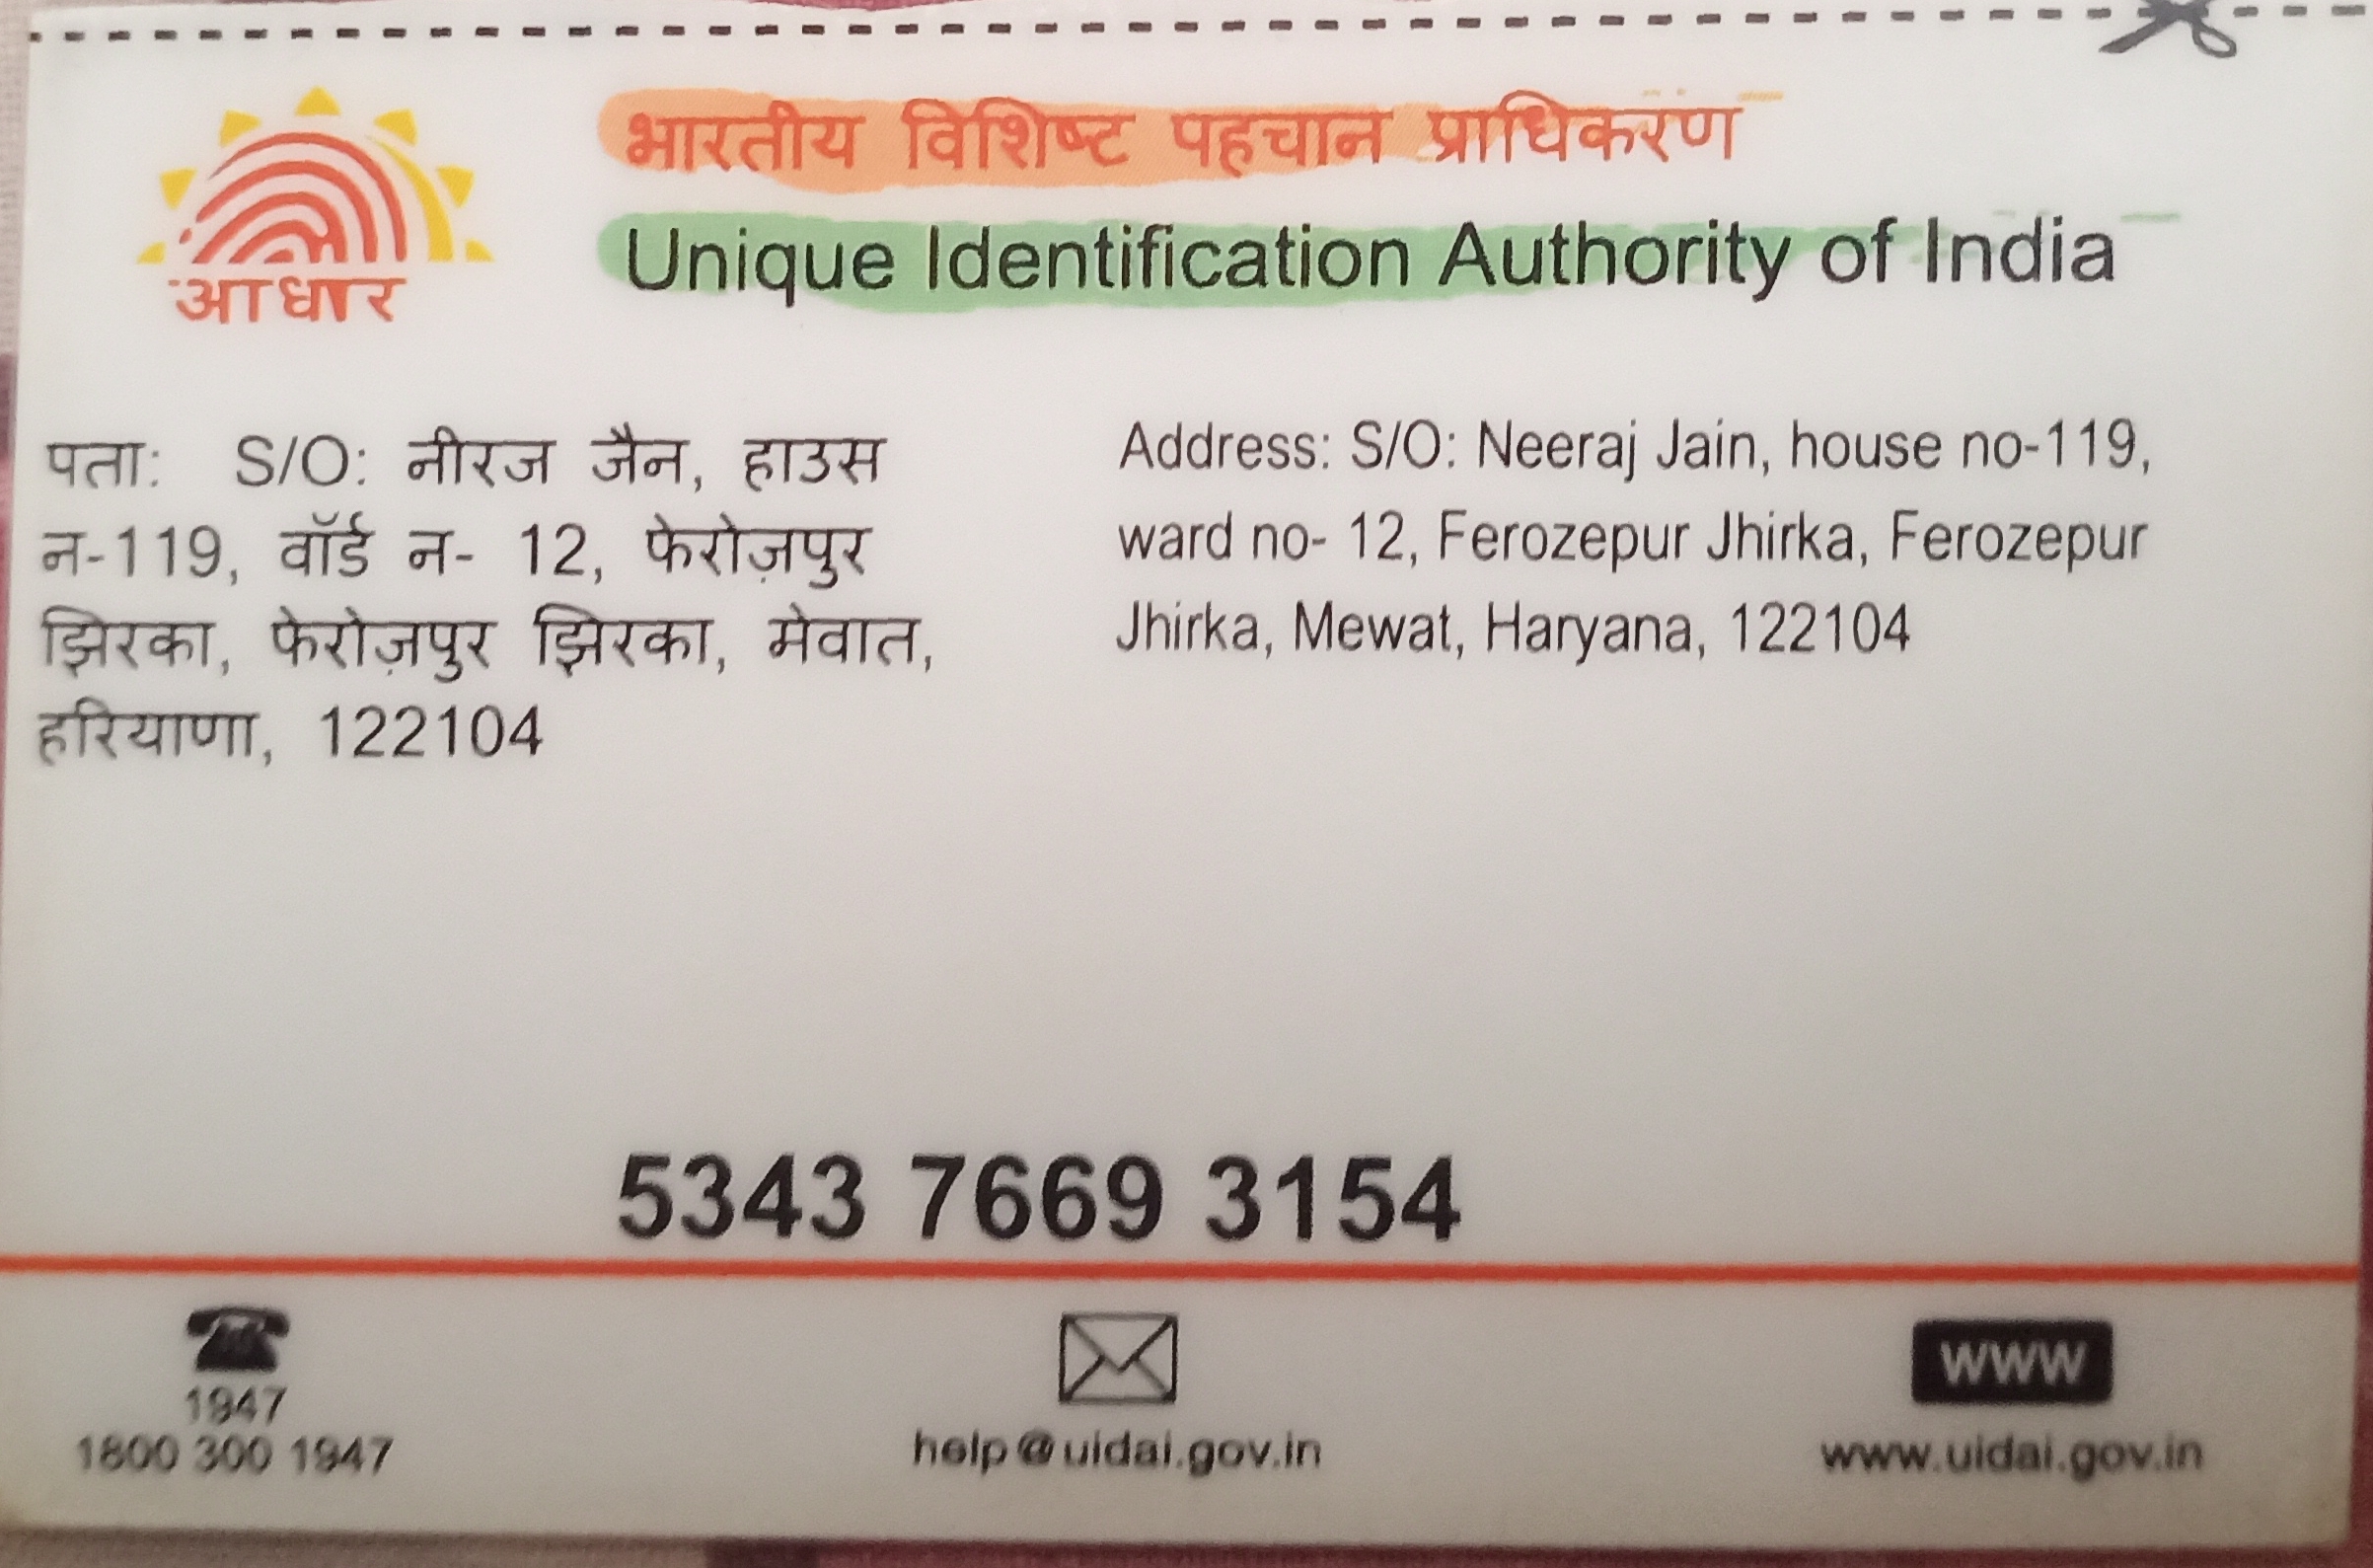 भारतीय विशिष्ट पहचान प्राधिकरण
Unique Identification Authority of India
आधार
पता: S/O: नीरज जैन, हाउस
न-119, वॉर्ड न- 12, फेरोज़पुर
झिरका, फेरोज़पुर झिरका, मेवात,
हरियाणा, 122104
Address: S/O: Neeraj Jain, house no-119,
ward no- 12, Ferozepur Jhirka, Ferozepur
Jhirka, Mewat, Haryana, 122104
5343 7669 3154
1947
1800 300 1947
help@uidai.gov.in
WWW
www.uidai.gov.in